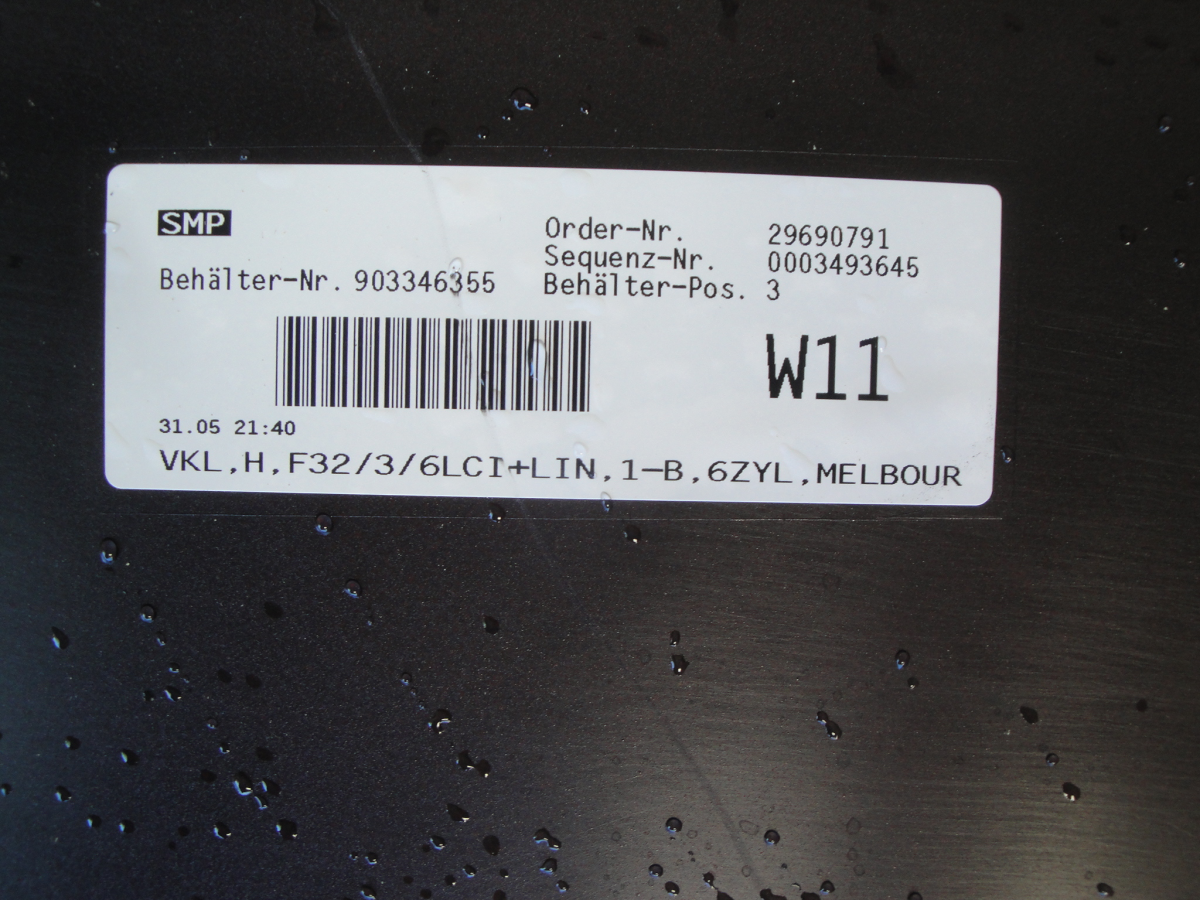 SMP
Order-Nr. 29690791
Sequenz-Nr. 0003493645
Behälter-Nr. 903346355
Behälter-Pos. 3
W11
31.05 21:40
VKL,H,F32/3/6LCI+LIN,1-B,6ZYL,MELBOUR